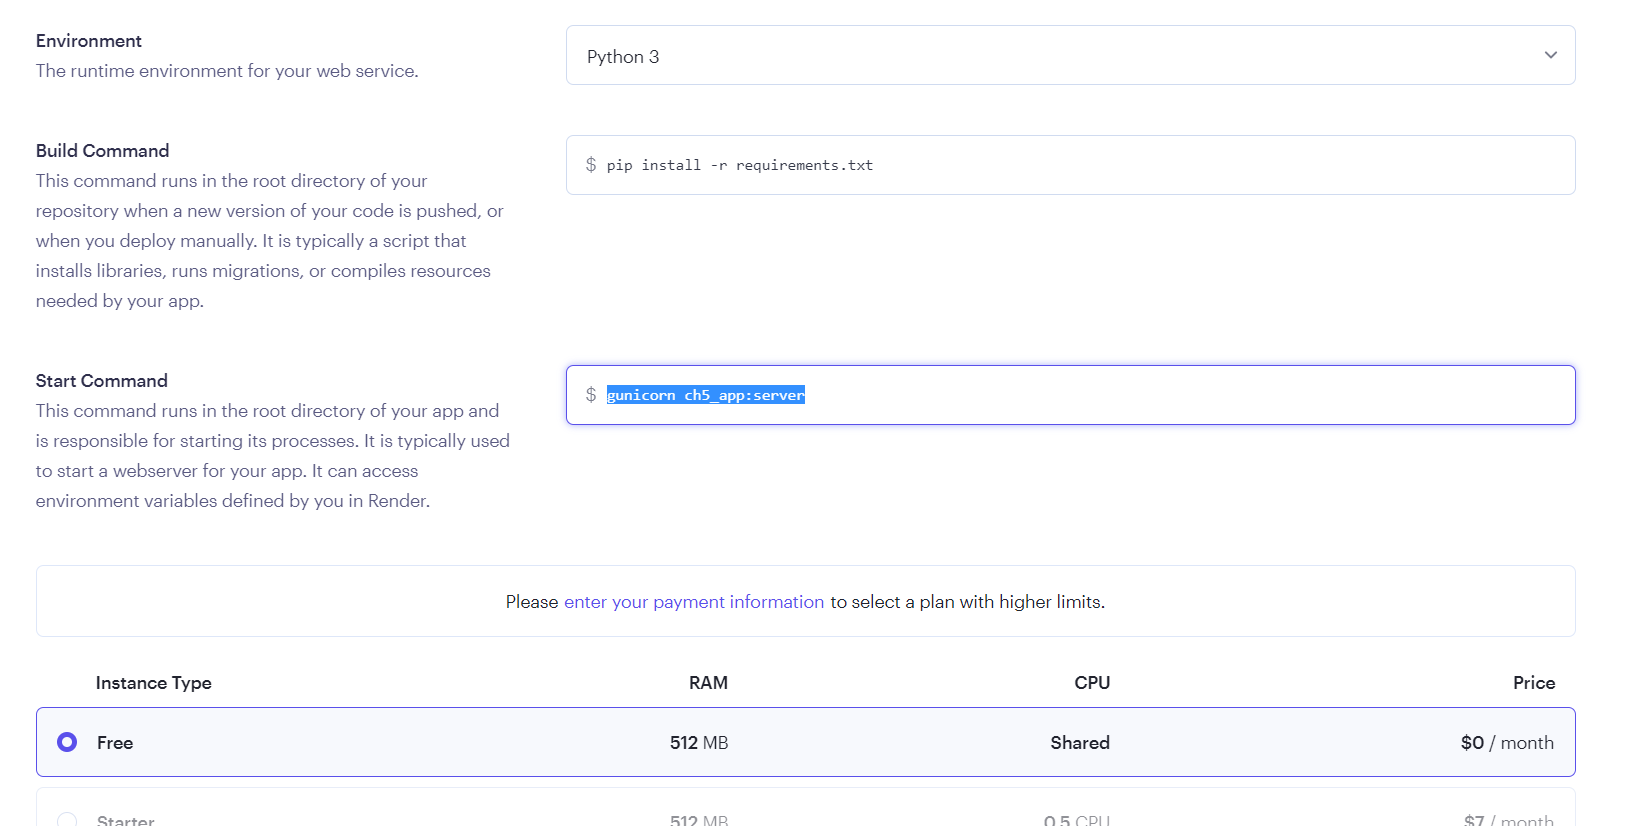 Environment
The runtime environment for your web service.
Python 3
Build Command
This command runs in the root directory of your
repository when a new version of your code is pushed, or
when you deploy manually. It is typically a script that
installs libraries, runs migrations, or compiles resources
needed by your app.
$ pip install -r requirements.txt
Start Command
This command runs in the root directory of your app and
is responsible for starting its processes. It is typically used
to start a webserver for your app. It can access
environment variables defined by you in Render.
$ gunicorn ch5_app:server
Please enter your payment information to select a plan with higher limits.
Instance Type RAM CPU Price
Free 512 MB Shared $0 / month
Starter 512 MB 0.5 CPU $7 / month